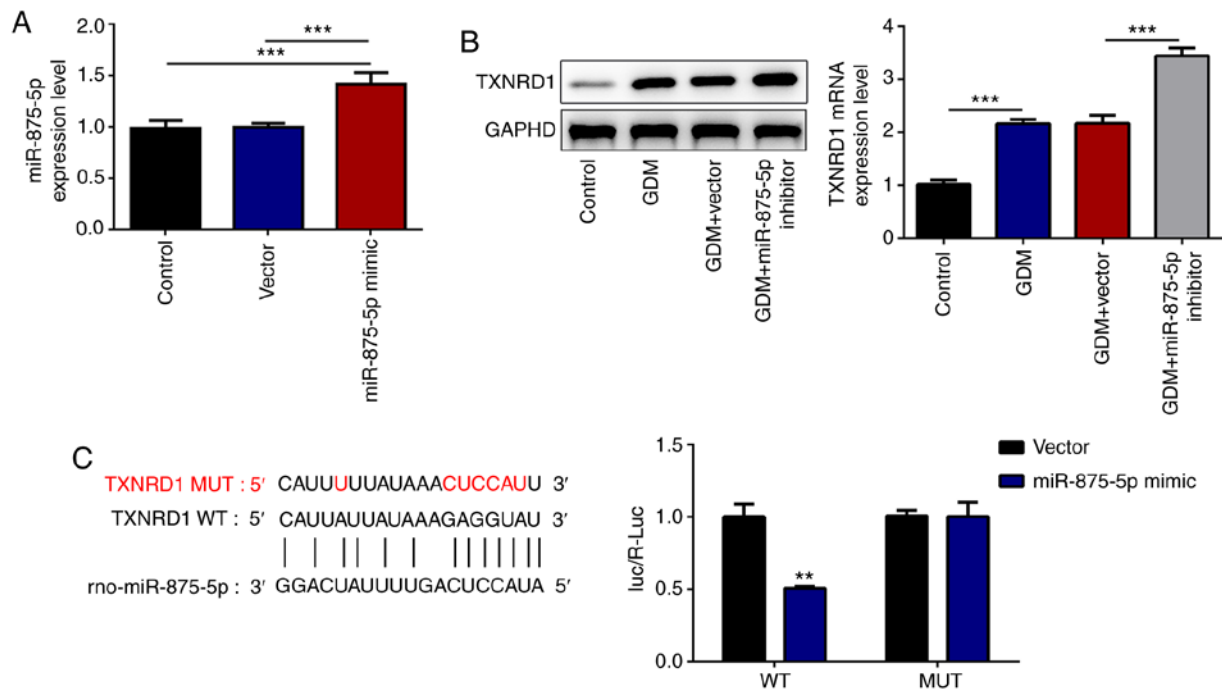 A
miR-875-5p
expression level
2.0
1.5
1.0
0.5
0.0
***
***
Control
Vector
miR-875-5p mimic
B
TXNRD1
GAPHD
Control
GDM
GDM+vector
GDM+miR-875-5p
inhibitor
TXNRD1 mRNA
expression level
4
3
2
1
0
***
***
Control
GDM
GDM+vector
GDM+miR-875-5p
inhibitor
C
TXNRD1 MUT : 5′ CAUUUUUAUAAACUCCAUU 3′
TXNRD1 WT : 5′ CAUUAUUAUAAAGAGGUAU 3′
rno-miR-875-5p : 3′ GGACUAUUUUGACUCCAUA 5′
luc/R-Luc
1.5
1.0
0.5
0.0
**
WT
MUT
Vector
miR-875-5p mimic